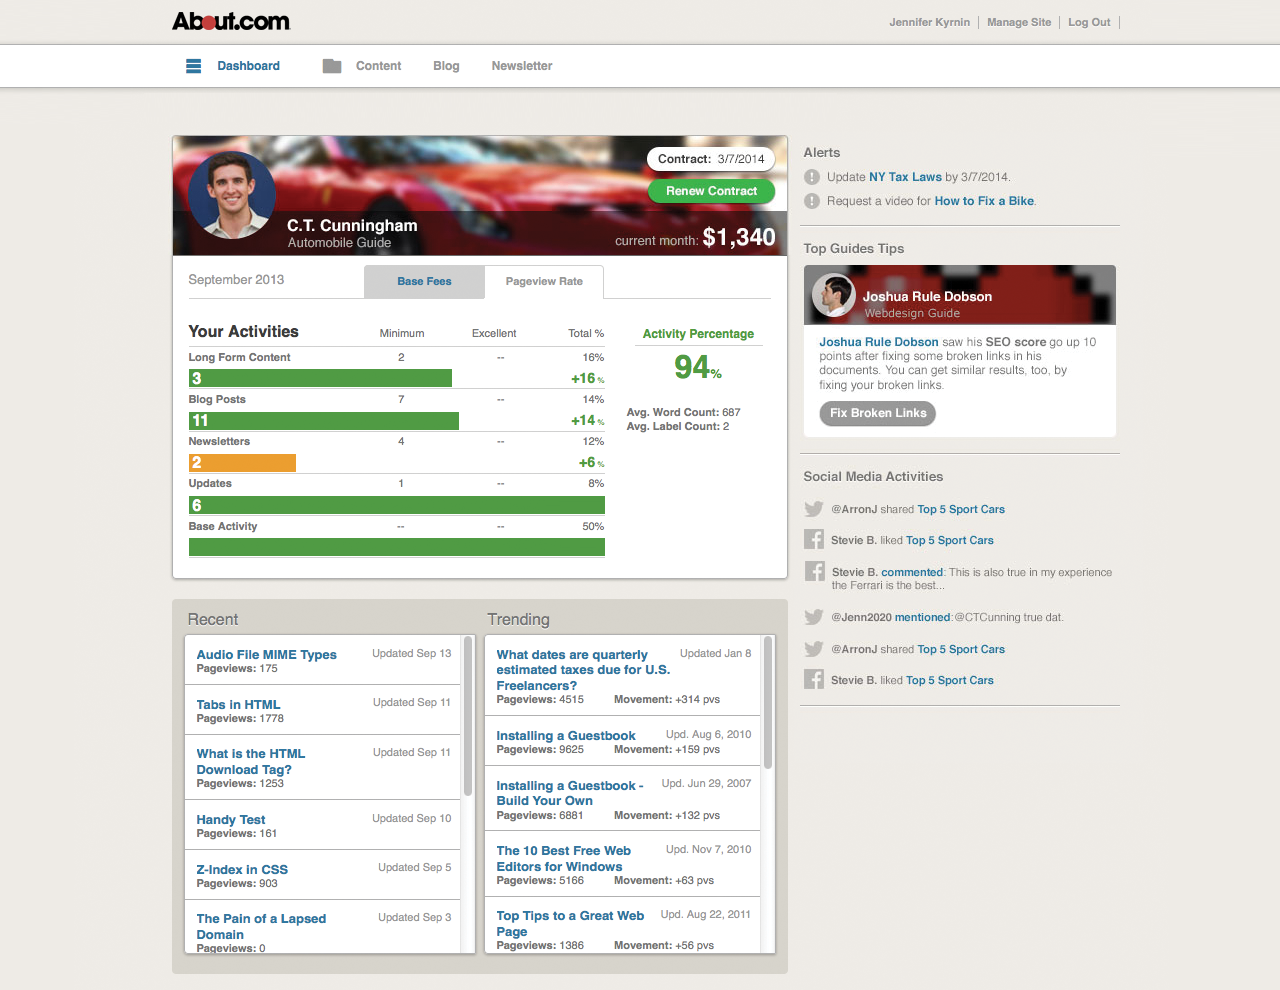 About.com
Jennifer Kyrnin | Manage Site | Log Out |
Dashboard Content Blog Newsletter
Contract: 3/7/2014
Renew Contract
C.T. Cunningham
Automobile Guide
current month: $1,340
September 2013
Base Fees
Pageview Rate
Your Activities Minimum Excellent Total %
Long Form Content 2 -- 16%
3 +16 %
Blog Posts 7 -- 14%
11 +14 %
Newsletters 4 -- 12%
2 +6 %
Updates 1 -- 8%
6
Base Activity -- -- 50%
Activity Percentage
94%
Avg. Word Count: 687
Avg. Label Count: 2
Recent
Audio File MIME Types Updated Sep 13
Pageviews: 175
Tabs in HTML Updated Sep 11
Pageviews: 1778
What is the HTML Updated Sep 11
Download Tag?
Pageviews: 1253
Handy Test Updated Sep 10
Pageviews: 161
Z-Index in CSS Updated Sep 5
Pageviews: 903
The Pain of a Lapsed Updated Sep 3
Domain
Pageviews: 0
Trending
What dates are quarterly Updated Jan 8
estimated taxes due for U.S.
Freelancers?
Pageviews: 4515 Movement: +314 pvs
Installing a Guestbook Upd. Aug 6, 2010
Pageviews: 9625 Movement: +159 pvs
Installing a Guestbook - Upd. Jun 29, 2007
Build Your Own
Pageviews: 6881 Movement: +132 pvs
The 10 Best Free Web Upd. Nov 7, 2010
Editors for Windows
Pageviews: 5166 Movement: +63 pvs
Top Tips to a Great Web Upd. Aug 22, 2011
Page
Pageviews: 1386 Movement: +56 pvs
Alerts
Update NY Tax Laws by 3/7/2014.
Request a video for How to Fix a Bike.
Top Guides Tips
Joshua Rule Dobson
Webdesign Guide
Joshua Rule Dobson saw his SEO score go up 10
points after fixing some broken links in his
documents. You can get similar results, too, by
fixing your broken links.
Fix Broken Links
Social Media Activities
@ArronJ shared Top 5 Sport Cars
Stevie B. liked Top 5 Sport Cars
Stevie B. commented: This is also true in my experience
the Ferrari is the best...
@Jenn2020 mentioned:@CTCunning true dat.
@ArronJ shared Top 5 Sport Cars
Stevie B. liked Top 5 Sport Cars